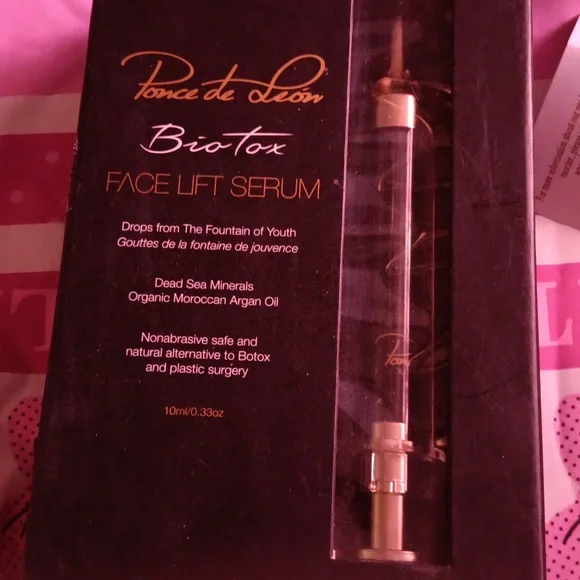 Ponce de León
BioTox
FACE LIFT SERUM
Drops from The Fountain of Youth
Gouttes de la fontaine de jouvence
Dead Sea Minerals
Organic Moroccan Argan Oil
Nonabrasive safe and
natural alternative to Botox
and plastic surgery
10ml/0.33oz